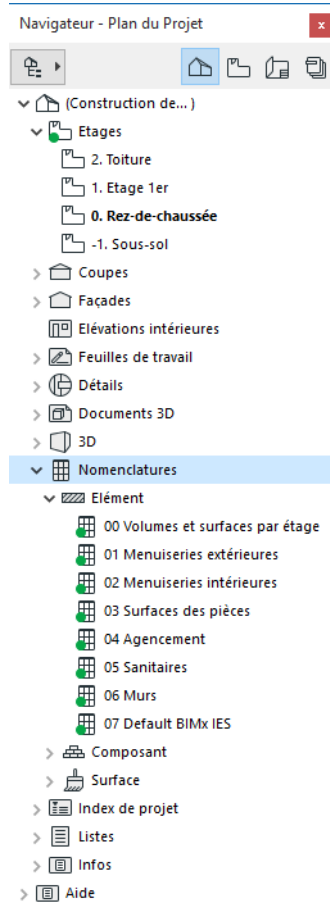 Navigateur - Plan du Projet
x
(Construction de... )
Etages
2. Toiture
1. Etage 1er
0. Rez-de-chaussée
-1. Sous-sol
Coupes
Façades
Elévations intérieures
Feuilles de travail
Détails
Documents 3D
3D
Nomenclatures
Elément
00 Volumes et surfaces par étage
01 Menuiseries extérieures
02 Menuiseries intérieures
03 Surfaces des pièces
04 Agencement
05 Sanitaires
06 Murs
07 Default BIMx IES
Composant
Surface
Index de projet
Listes
Infos
Aide